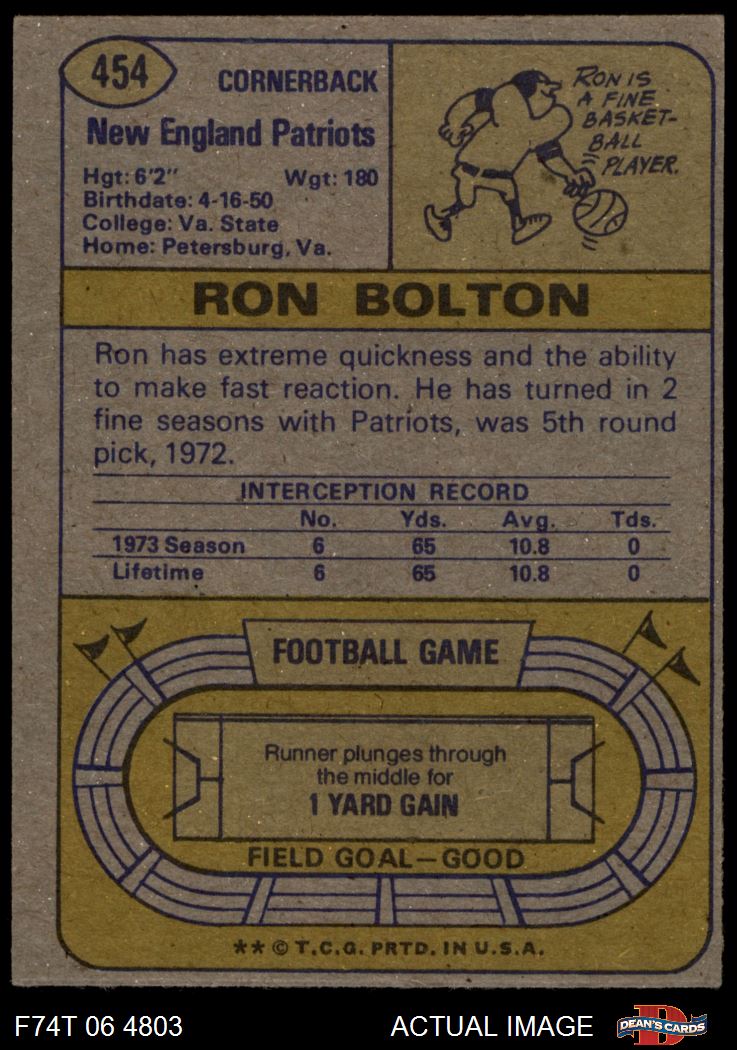 454
CORNERBACK
New England Patriots
Hgt: 6'2" Wgt: 180
Birthdate: 4-16-50
College: Va. State
Home: Petersburg, Va.
RON IS
A FINE
BASKET-
BALL
PLAYER.
RON BOLTON
Ron has extreme quickness and the ability
to make fast reaction. He has turned in 2
fine seasons with Patriots, was 5th round
pick, 1972.
INTERCEPTION RECORD
No. Yds. Avg. Tds.
1973 Season 6 65 10.8 0
Lifetime 6 65 10.8 0
FOOTBALL GAME
Runner plunges through
the middle for
1 YARD GAIN
FIELD GOAL—GOOD
** © T.C.G. PRTD. IN U.S.A.
F74T 06 4803 ACTUAL IMAGE D DEAN'S CARDS